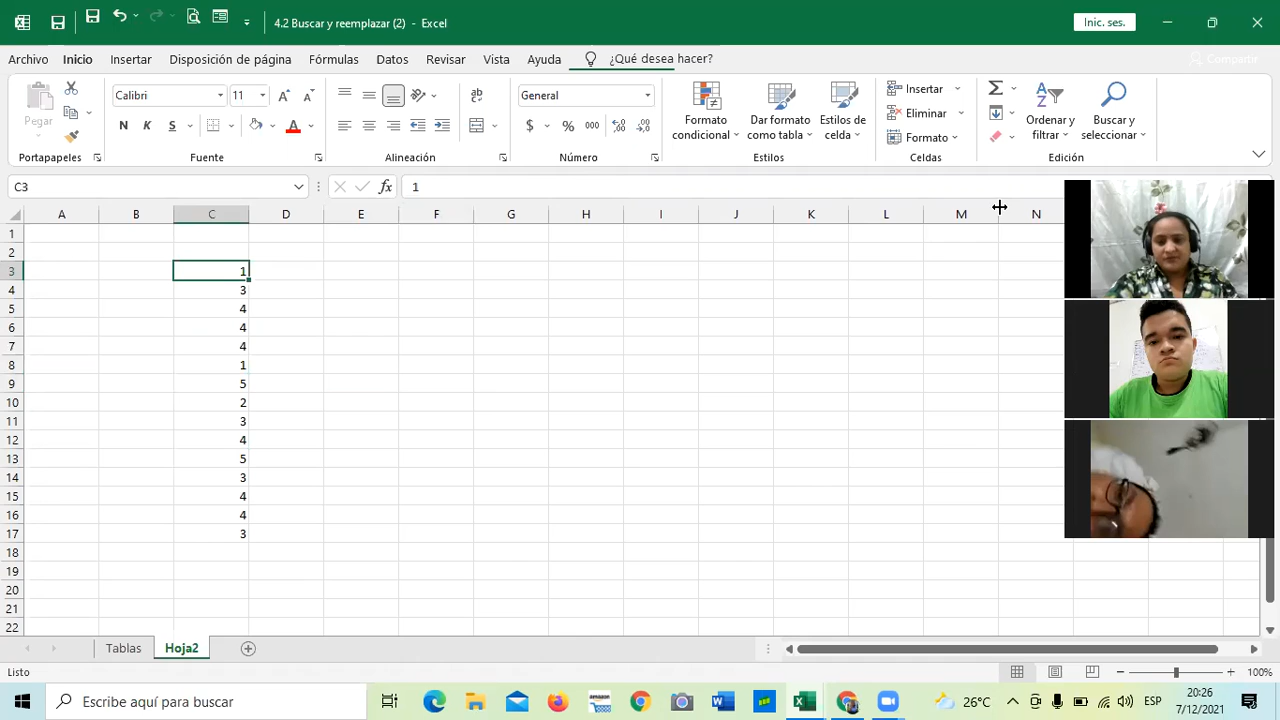 4.2 Buscar y reemplazar (2) - Excel
Inic. ses.
Archivo Inicio Insertar Disposición de página Fórmulas Datos Revisar Vista Ayuda ¿Qué desea hacer? Compartir
Pegar
Portapapeles
Calibri 11
N K S A
Fuente
ab
Alineación
General
$ % 000
Número
Formato condicional
Dar formato como tabla
Estilos de celda
Estilos
Insertar
Eliminar
Formato
Celdas
Ordenar y filtrar
Buscar y seleccionar
Edición
C3 fx 1
A B C D E F G H I J K L M N
1
2
3 1
4 3
5 4
6 4
7 4
8 1
9 5
10 2
11 3
12 4
13 5
14 3
15 4
16 4
17 3
18
19
20
21
22
Tablas Hoja2
Listo 100%
Escribe aquí para buscar
26°C ESP 20:26
7/12/2021